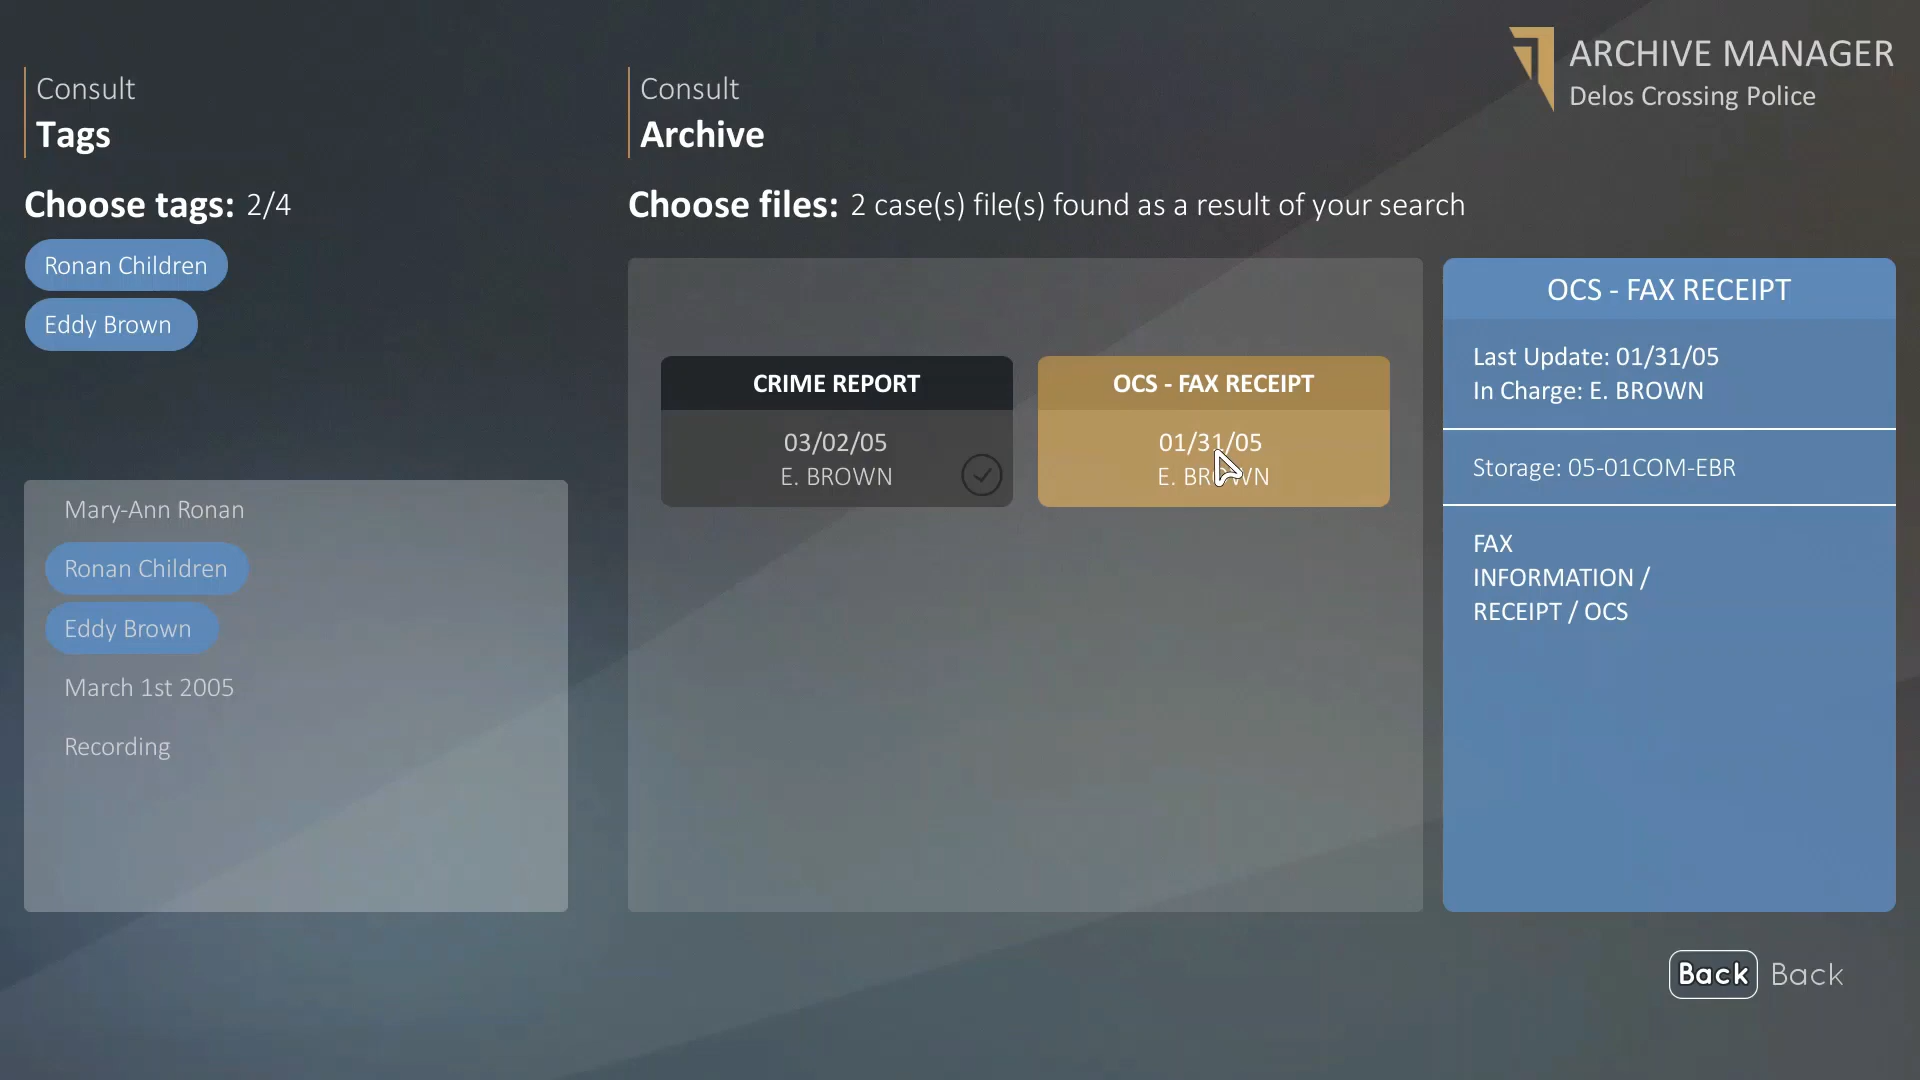 ARCHIVE MANAGER
Delos Crossing Police
Consult
Tags
Choose tags: 2/4
Ronan Children
Eddy Brown
Mary-Ann Ronan
Ronan Children
Eddy Brown
March 1st 2005
Recording
Consult
Archive
Choose files: 2 case(s) file(s) found as a result of your search
CRIME REPORT
03/02/05
E. BROWN
OCS - FAX RECEIPT
01/31/05
E. BROWN
OCS - FAX RECEIPT
Last Update: 01/31/05
In Charge: E. BROWN
Storage: 05-01COM-EBR
FAX
INFORMATION /
RECEIPT / OCS
Back Back